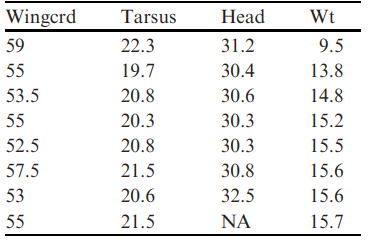 Wingcrd Tarsus Head Wt
59 22.3 31.2 9.5
55 19.7 30.4 13.8
53.5 20.8 30.6 14.8
55 20.3 30.3 15.2
52.5 20.8 30.3 15.5
57.5 21.5 30.8 15.6
53 20.6 32.5 15.6
55 21.5 NA 15.7